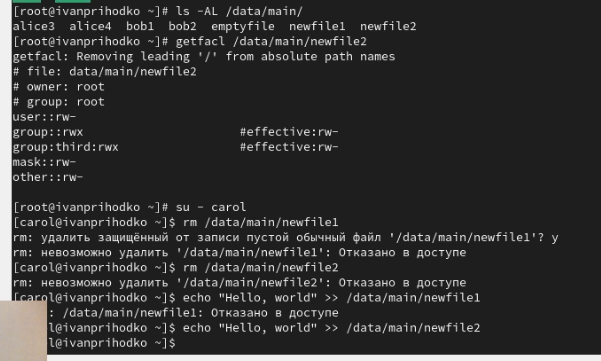 [root@ivanprihodko ~]# ls -AL /data/main/
alice3 alice4 bob1 bob2 emptyfile newfile1 newfile2
[root@ivanprihodko ~]# getfacl /data/main/newfile2
getfacl: Removing leading '/' from absolute path names
# file: data/main/newfile2
# owner: root
# group: root
user::rw-
group::rwx #effective:rw-
group:third:rwx #effective:rw-
mask::rw-
other::rw-
[root@ivanprihodko ~]# su - carol
[carol@ivanprihodko ~]$ rm /data/main/newfile1
rm: удалить защищённый от записи пустой обычный файл '/data/main/newfile1'? y
rm: невозможно удалить '/data/main/newfile1': Отказано в доступе
[carol@ivanprihodko ~]$ rm /data/main/newfile2
rm: невозможно удалить '/data/main/newfile2': Отказано в доступе
[carol@ivanprihodko ~]$ echo "Hello, world" >> /data/main/newfile1
: /data/main/newfile1: Отказано в доступе
l@ivanprihodko ~]$ echo "Hello, world" >> /data/main/newfile2
l@ivanprihodko ~]$